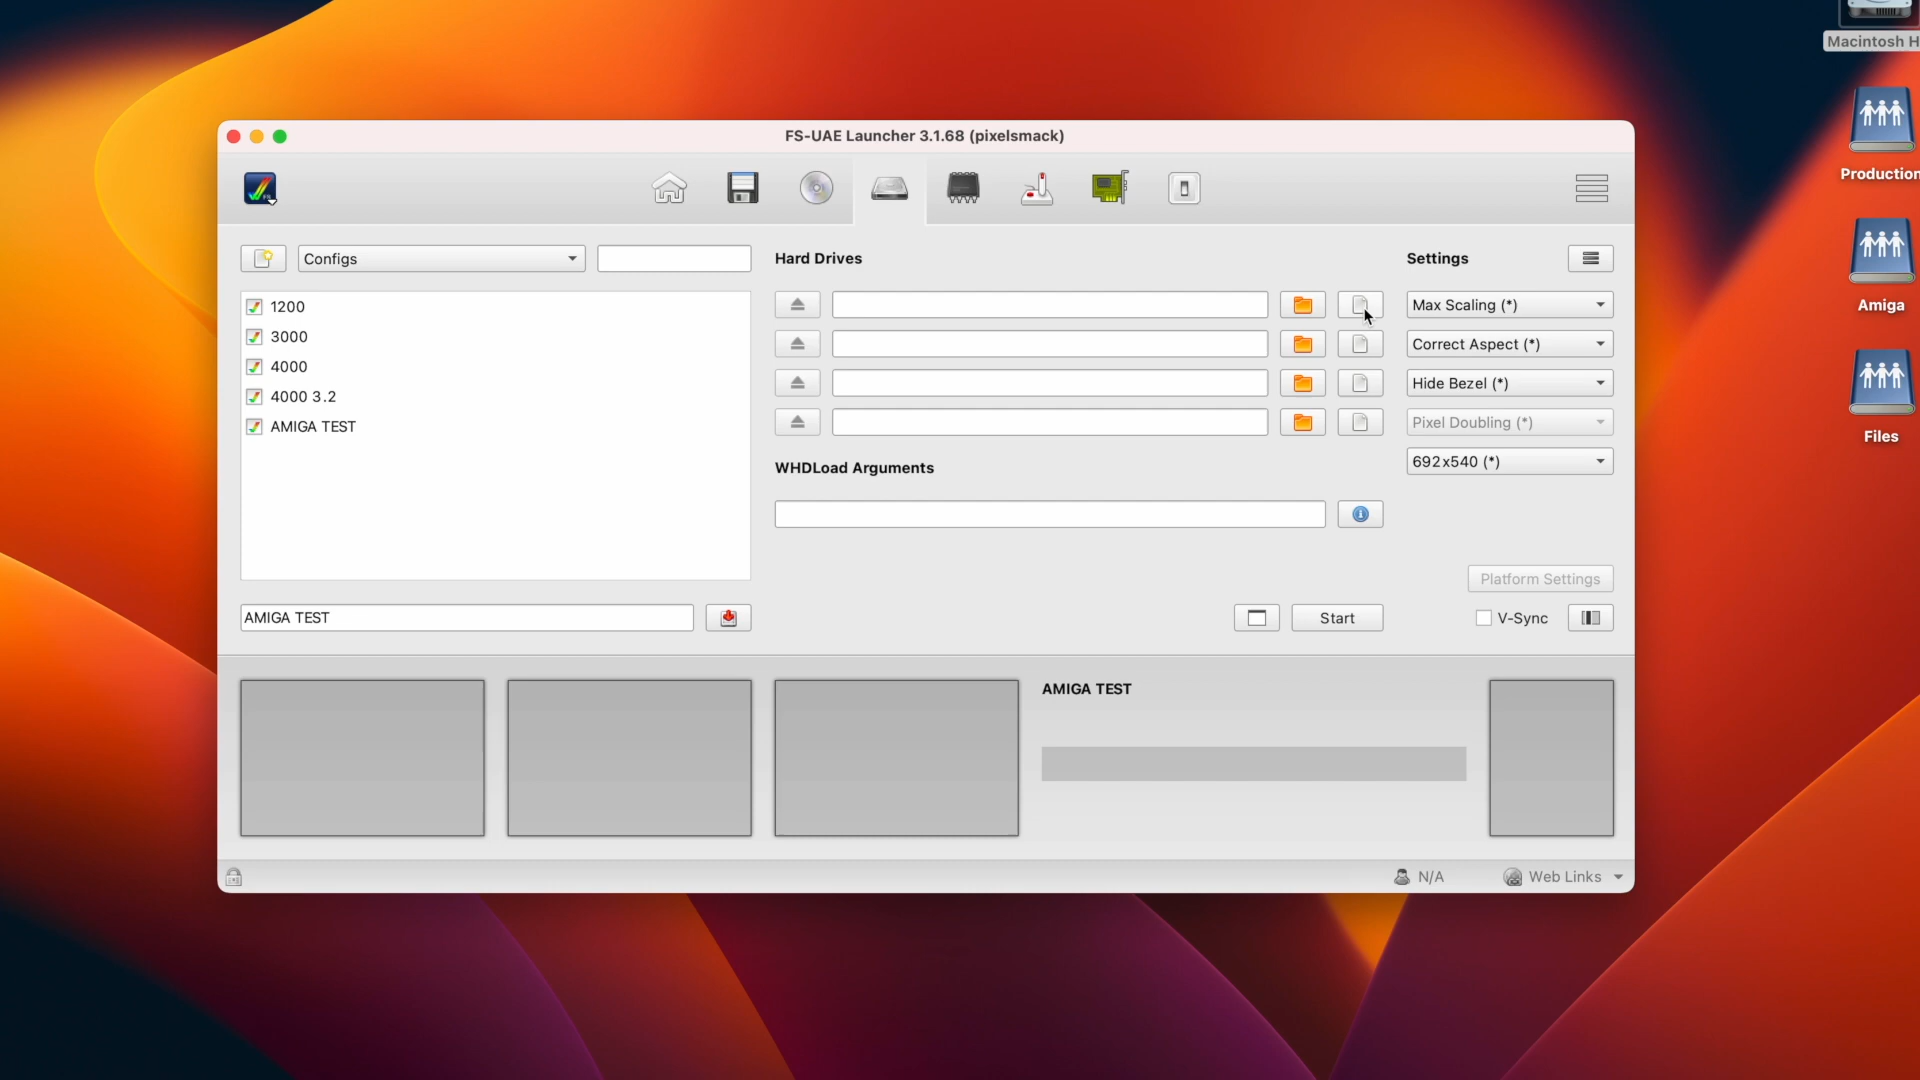 Macintosh H
FS-UAE Launcher 3.1.68 (pixelsmack)
Production
Configs
Hard Drives
Settings
1200
Max Scaling (*)
Amiga
3000
Correct Aspect (*)
4000
Hide Bezel (*)
4000 3.2
AMIGA TEST
Pixel Doubling (*)
Files
WHDLoad Arguments
692x540 (*)
Platform Settings
AMIGA TEST
Start
V-Sync
AMIGA TEST
N/A
Web Links